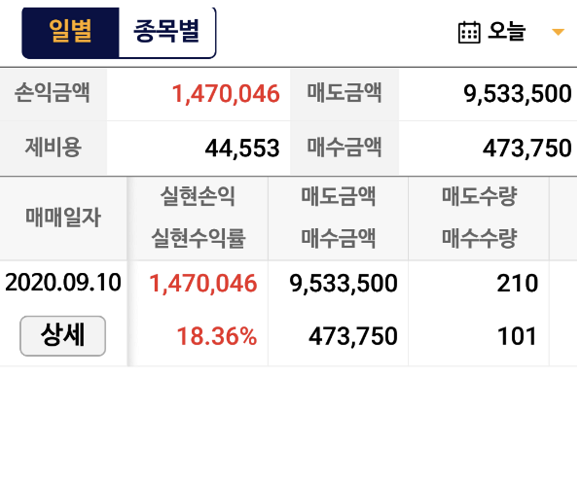 일별 종목별 오늘
손익금액 1,470,046 매도금액 9,533,500
제비용 44,553 매수금액 473,750
매매일자 실현손익 매도금액 매도수량
실현수익률 매수금액 매수수량
2020.09.10 1,470,046 9,533,500 210
상세 18.36% 473,750 101